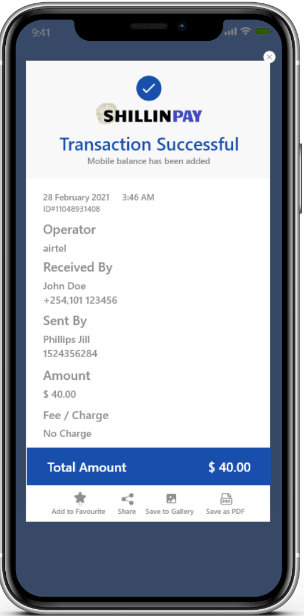 9:41
SHILLINPAY
Transaction Successful
Mobile balance has been added
28 February 2021 3:46 AM
ID#11048931408
Operator
airtel
Received By
John Doe
+254,101 123456
Sent By
Phillips Jill
1524356284
Amount
$ 40.00
Fee / Charge
No Charge
Total Amount $ 40.00
Add to Favourite Share Save to Gallery Save as PDF